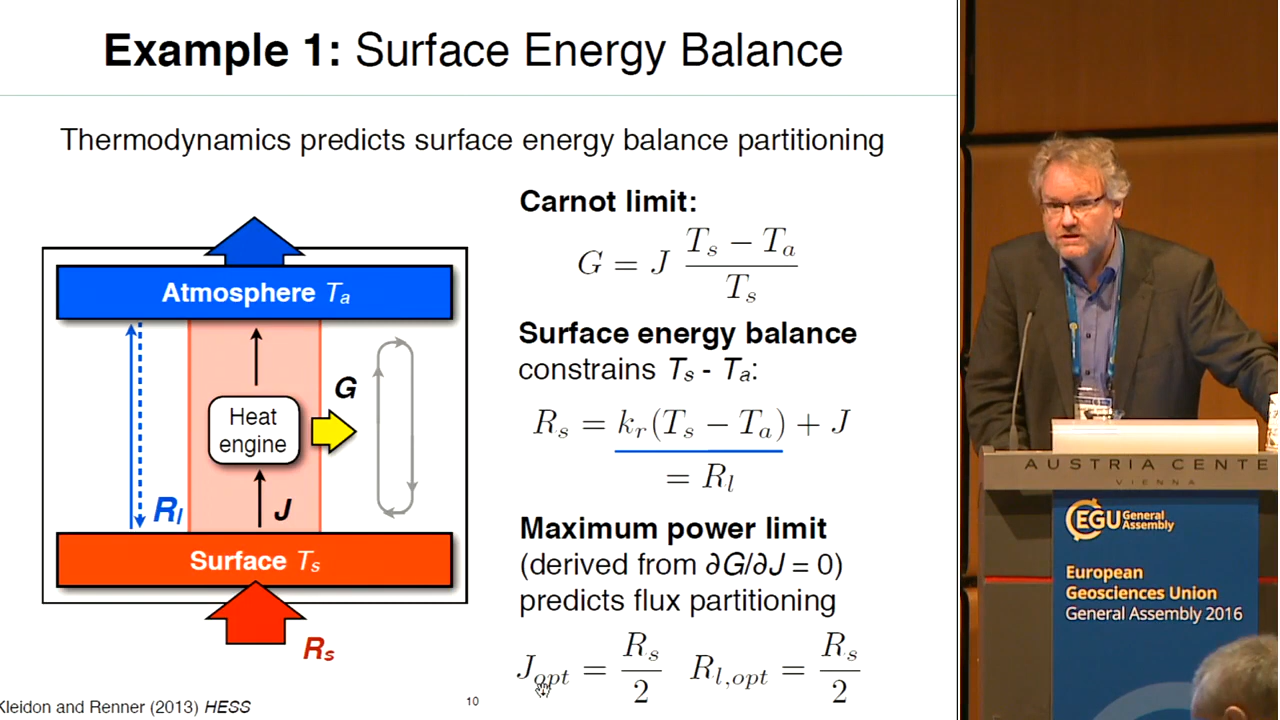 Example 1: Surface Energy Balance
Thermodynamics predicts surface energy balance partitioning
Atmosphere Tₐ
Heat
engine
G
Rₗ
J
Surface Tₛ
Rₛ
Carnot limit:
G = J (Tₛ − Tₐ) / Tₛ
Surface energy balance
constrains Tₛ - Tₐ:
Rₛ = kᵣ(Tₛ − Tₐ) + J
= Rₗ
Maximum power limit
(derived from ∂G/∂J = 0)
predicts flux partitioning
J_opt = Rₛ / 2 R_l,opt = Rₛ / 2
Kleidon and Renner (2013) HESS
10
AUSTRIA CENTE
VIENNA
EGU General
Assembly
European
Geosciences Union
General Assembly 2016